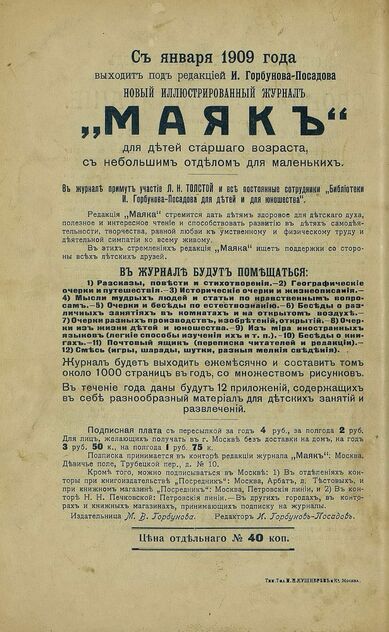 Съ января 1909 года
выходитъ подъ редакціей И. Горбунова-Посадова
НОВЫЙ ИЛЛЮСТРИРОВАННЫЙ ЖУРНАЛЪ
„МАЯКЪ“
для дѣтей старшаго возраста,
съ небольшимъ отдѣломъ для маленькихъ.
Въ журналѣ примутъ участіе Л. Н. ТОЛСТОЙ и всѣ постоянные сотрудники „Библіотеки
И. Горбунова-Посадова для дѣтей и для юношества“.
Редакція „Маяка“ стремится дать дѣтямъ здоровое для дѣтскаго духа,
полезное и интересное чтеніе и способствовать развитію въ дѣтяхъ самодѣя-
тельности, творчества, равной любви къ умственному и физическому труду и
дѣятельной симпатіи ко всему живому.
Въ этихъ стремленіяхъ редакція „Маяка“ ищетъ поддержки со сторо-
ны всѣхъ дѣтскихъ друзей.
ВЪ ЖУРНАЛѢ БУДУТЪ ПОМѢЩАТЬСЯ:
1) Разсказы, повѣсти и стихотворенія.—2) Географическіе
очерки и путешествія.—3) Историческіе очерки и жизнеописанія.—
4) Мысли мудрыхъ людей и статьи по нравственнымъ вопро-
самъ.—5) Очерки и бесѣды по естествознанію.—6) Бесѣды о ра-
зличныхъ занятіяхъ въ комнатахъ и на открытомъ воздухѣ.—
7) Очерки разныхъ производствъ, изобрѣтеній, открытій.—8) Очер-
ки изъ жизни дѣтей и юношества.—9) Изъ міра иностранныхъ
языковъ (легкіе способы изученія ихъ и т. п.).—10) Бесѣды о кни-
гахъ.—11) Почтовый ящикъ (переписка читателей и редакціи).—
12) Смѣсь (игры, шарады, шутки, разныя мелкія свѣдѣнія).
Журналъ будетъ выходить ежемѣсячно и составитъ томъ
около 1000 страницъ въ годъ, со множествомъ рисунковъ.
Въ теченіе года даны будутъ 12 приложеній, содержащихъ
въ себѣ разнообразный матеріалъ для дѣтскихъ занятій и
развлеченій.
Подписная плата съ пересылкой за годъ 4 руб., за полгода 2 руб.
Для лицъ, желающихъ получать въ г. Москвѣ безъ доставки на домъ, на годъ
3 руб. 50 к., на полгода 1 руб. 75 к.
Подписка принимается въ конторѣ редакціи журнала „Маякъ“: Москва.
Дѣвичье поле, Трубецкой пер., д. № 10.
Кромѣ того, можно подписываться въ Москвѣ: 1) Въ отдѣленіяхъ конто-
ры при книгоиздательствѣ „Посредникъ“: Москва, Арбатъ, д. Тѣстовыхъ, и
при книжномъ магазинѣ „Посредникъ“: Москва, Петровскія линіи, и 2) Въ кон-
торѣ Н. Н. Печковской: Петровскія линіи.—Въ другихъ городахъ, въ конто-
рахъ и книжныхъ магазинахъ, принимающихъ подписку на журналы.
Издательница М. В. Горбунова. Редакторъ И. Горбуновъ-Посадовъ.
Цѣна отдѣльнаго № 40 коп.
Тип. Т-ва И. Н. КУШНЕРЕВЪ и Ко. Москва.